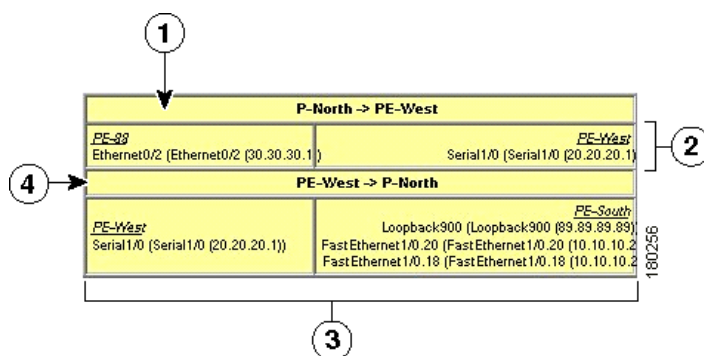 1
P-North -> PE-West
PE-88
Ethernet0/2 (Ethernet0/2 (30.30.30.1)
PE-West
Serial1/0 (Serial1/0 (20.20.20.1)
2
4
PE-West -> P-North
PE-West
Serial1/0 (Serial1/0 (20.20.20.1))
PE-South
Loopback900 (Loopback900 (89.89.89.89))
FastEthernet1/0.20 (FastEthernet1/0.20 (10.10.10.2
FastEthernet1/0.18 (FastEthernet1/0.18 (10.10.10.2
180256
3